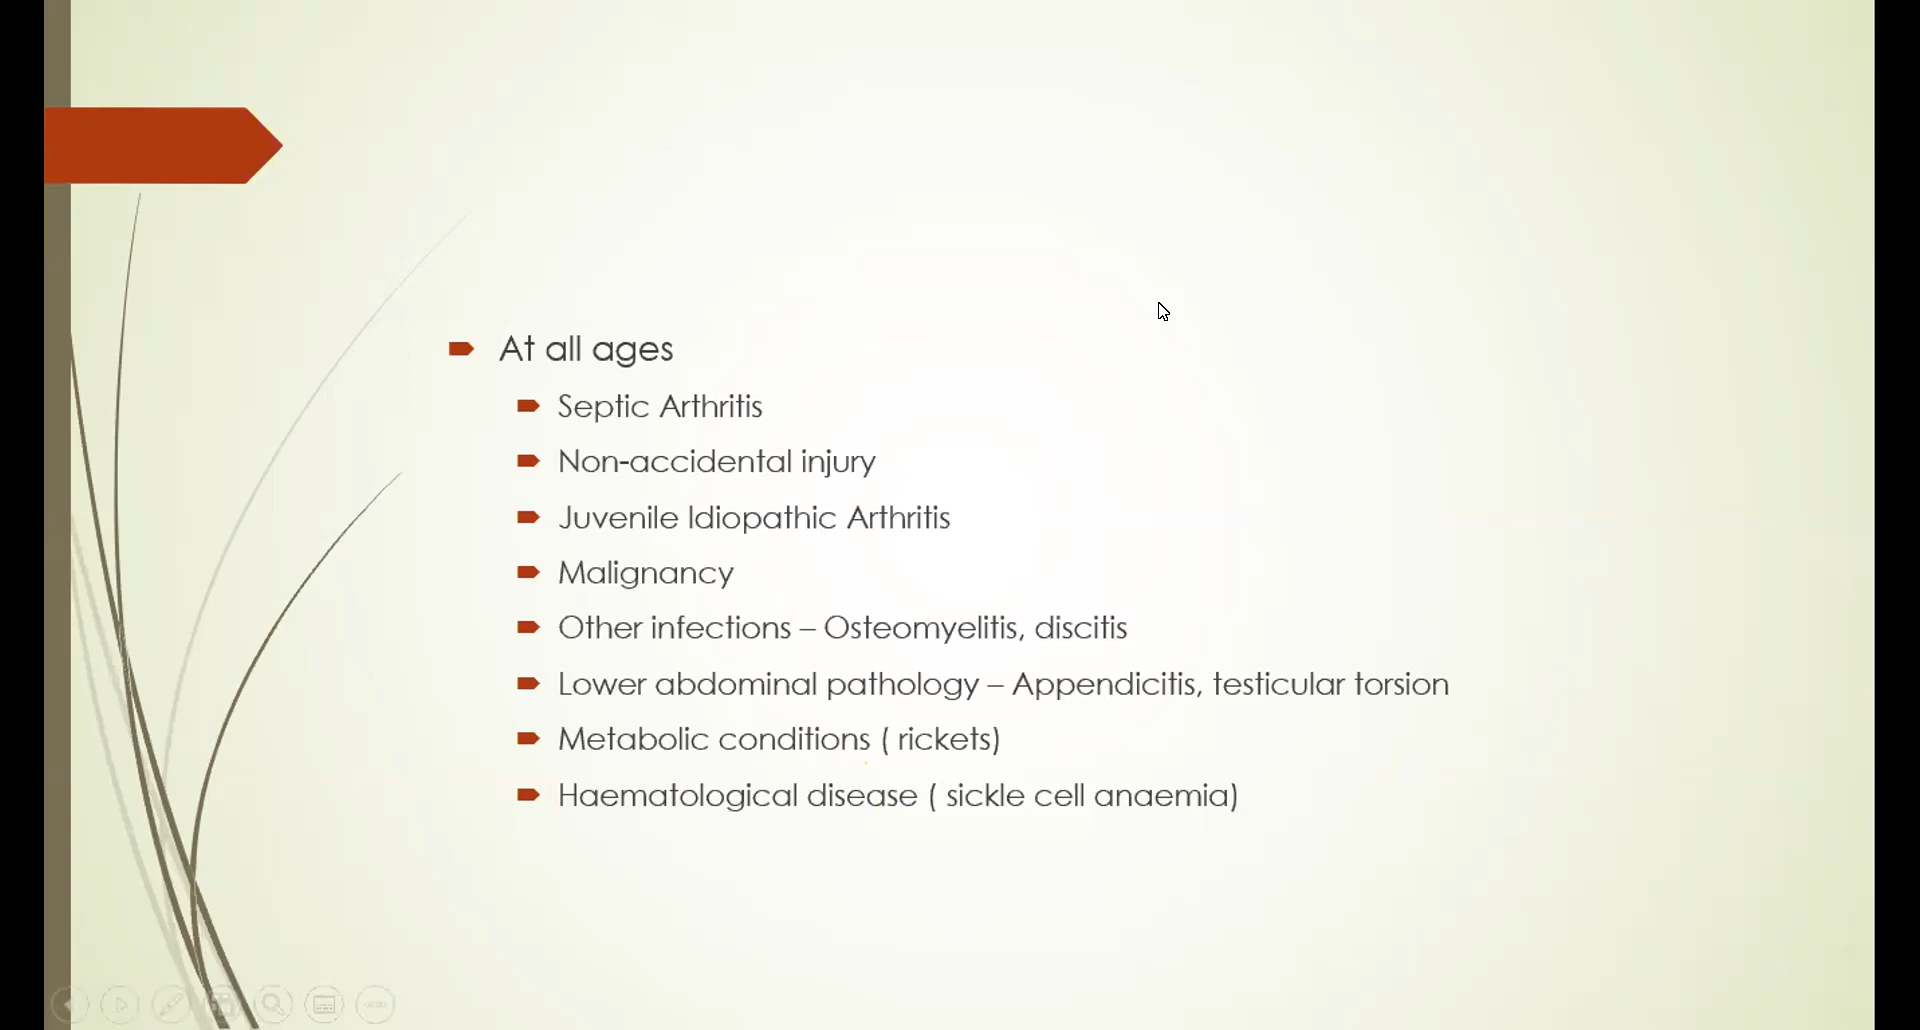 At all ages
Septic Arthritis
Non-accidental injury
Juvenile Idiopathic Arthritis
Malignancy
Other infections – Osteomyelitis, discitis
Lower abdominal pathology – Appendicitis, testicular torsion
Metabolic conditions ( rickets)
Haematological disease ( sickle cell anaemia)